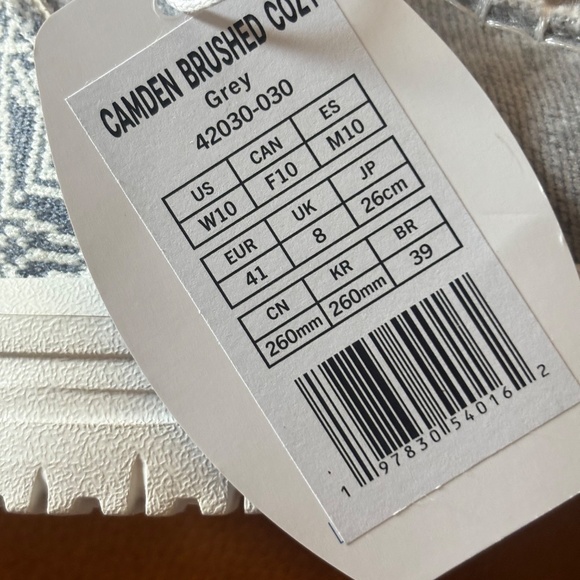 CAMDEN BRUSHED COZY
Grey
42030-030
US CAN ES
W10 F10 M10
EUR UK JP
41 8 26cm
CN KR BR
260mm 260mm 39
1 97830 54016 2